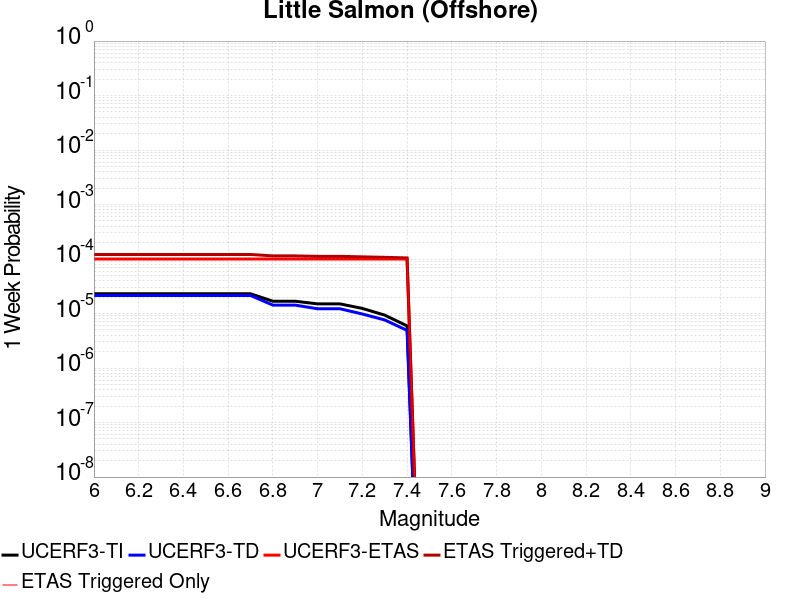 Little Salmon (Offshore)
10^0
10^-1
10^-2
10^-3
10^-4
10^-5
10^-6
10^-7
10^-8
1 Week Probability
6 6.2 6.4 6.6 6.8 7 7.2 7.4 7.6 7.8 8 8.2 8.4 8.6 8.8 9
Magnitude
UCERF3-TI UCERF3-TD UCERF3-ETAS ETAS Triggered+TD
ETAS Triggered Only